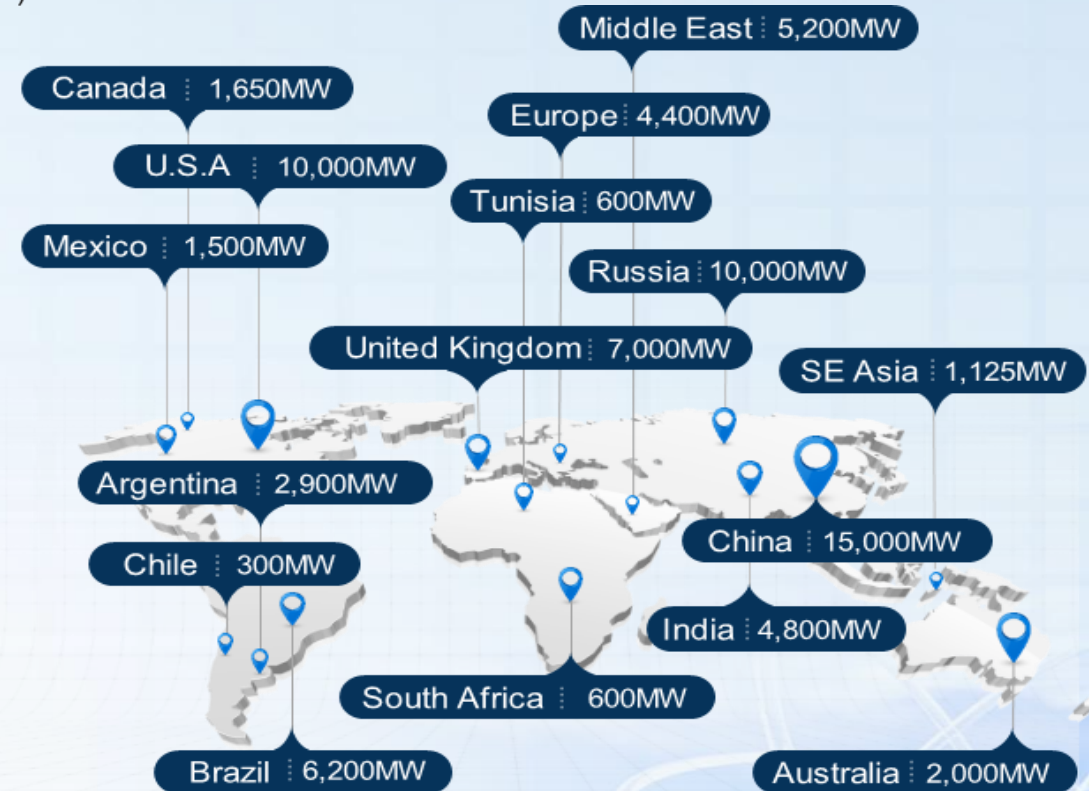 )
Middle East ⋮ 5,200MW
Canada ⋮ 1,650MW
Europe ⋮ 4,400MW
U.S.A ⋮ 10,000MW
Tunisia ⋮ 600MW
Mexico ⋮ 1,500MW
Russia ⋮ 10,000MW
United Kingdom ⋮ 7,000MW
SE Asia ⋮ 1,125MW
Argentina ⋮ 2,900MW
China ⋮ 15,000MW
Chile ⋮ 300MW
India ⋮ 4,800MW
South Africa ⋮ 600MW
Brazil ⋮ 6,200MW
Australia ⋮ 2,000MW